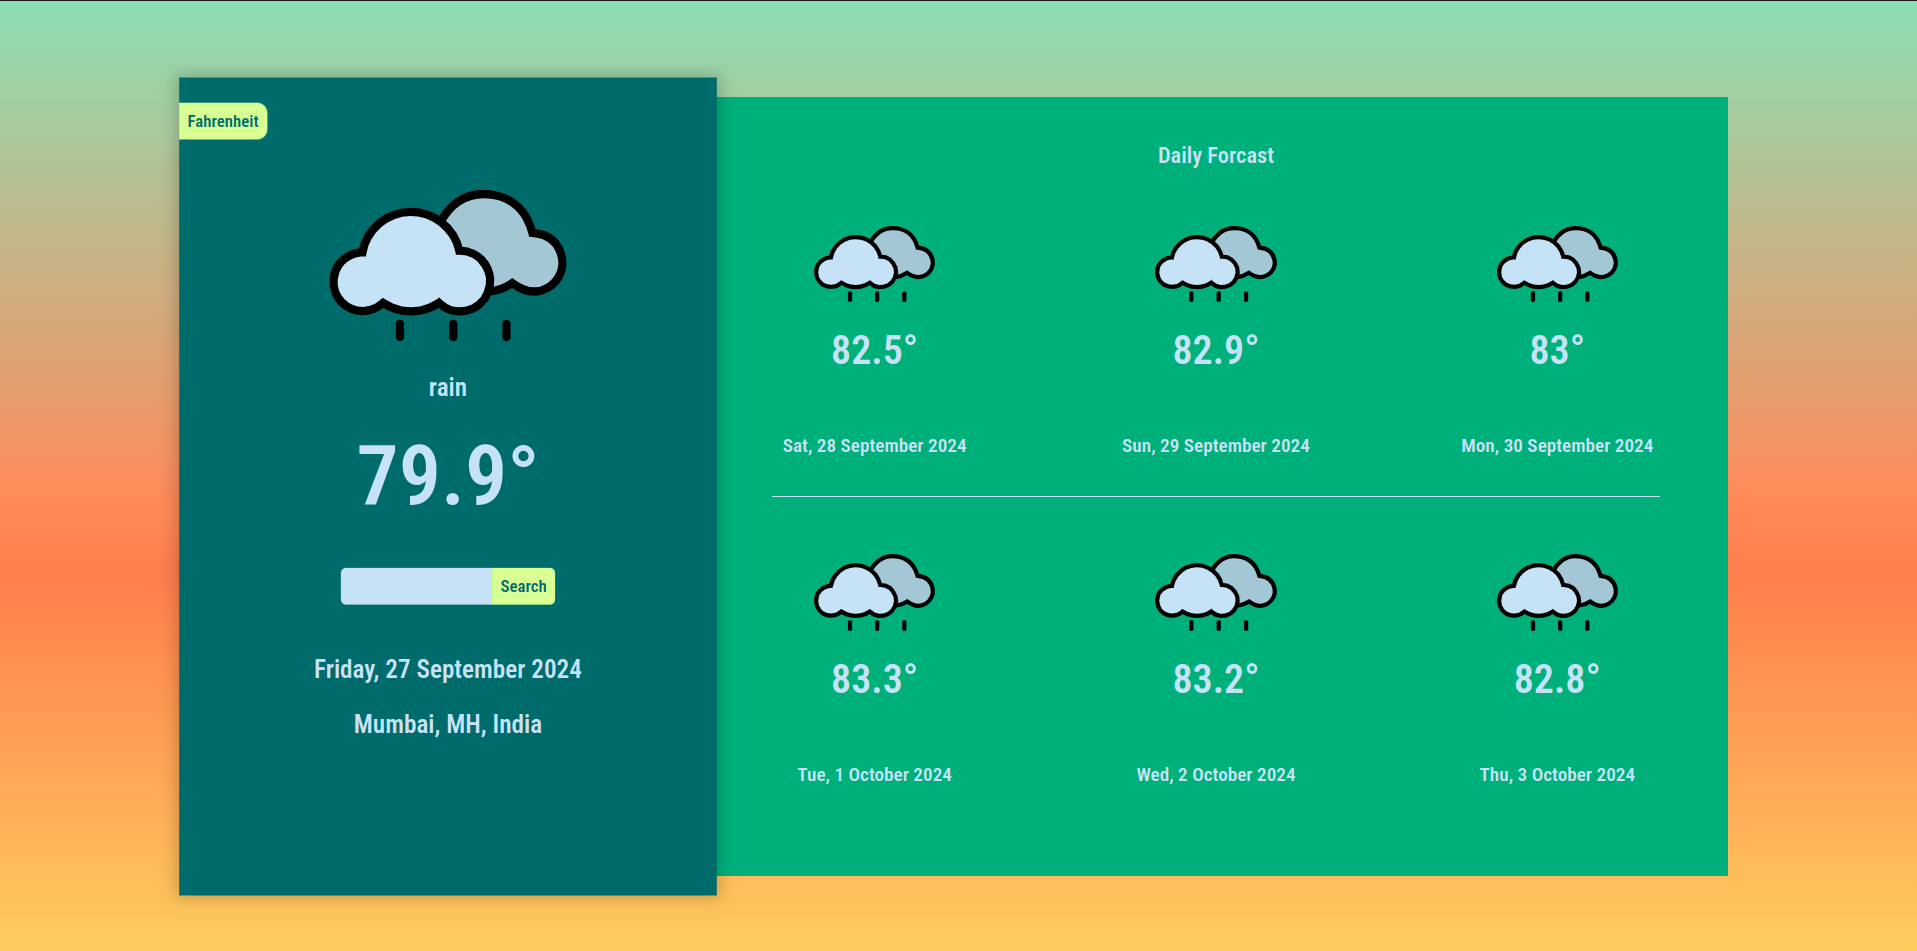 Fahrenheit
rain
79.9°
Search
Friday, 27 September 2024
Mumbai, MH, India
Daily Forcast
82.5°
82.9°
83°
Sat, 28 September 2024
Sun, 29 September 2024
Mon, 30 September 2024
83.3°
83.2°
82.8°
Tue, 1 October 2024
Wed, 2 October 2024
Thu, 3 October 2024